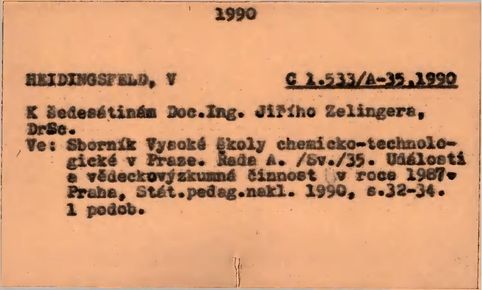 1990
HEIDINGSFELD, V C 1.533/A-35,1990
K šedesátinám Doc.Ing. Jiřího Zelingera,
DrSc.
Ve: Sborník Vysoké školy chemicko-technolo-
gické v Praze. Řada A. /Sv./35. Události
a vědeckovýzkumná činnost v roce 1987.
Praha, Stát.pedag.nakl. 1990, s.32-34.
1 podob.